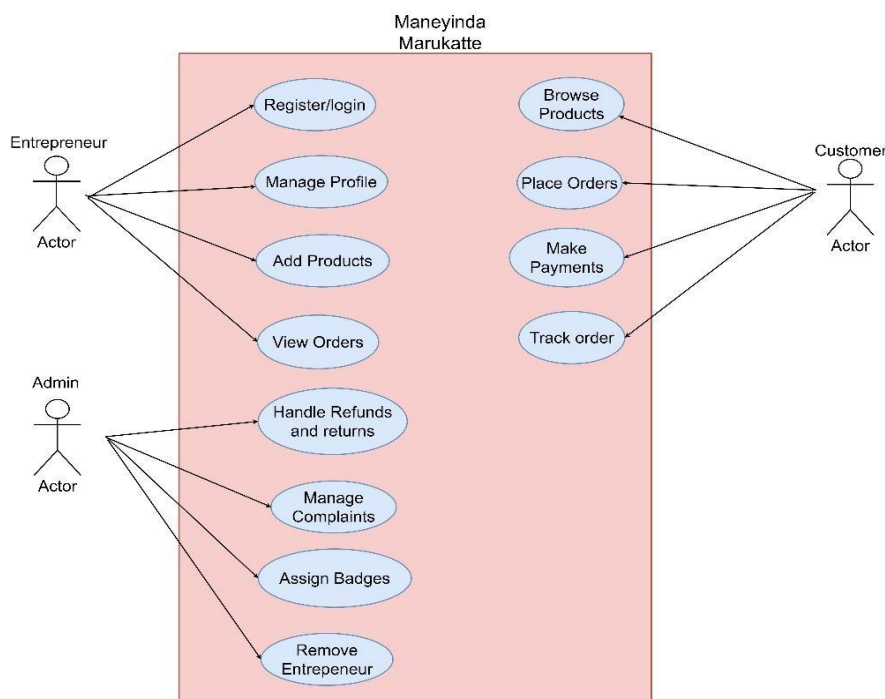 Maneyinda
Marukatte
Entrepreneur
Actor
Register/login
Manage Profile
Add Products
View Orders
Admin
Actor
Handle Refunds
and returns
Manage
Complaints
Assign Badges
Remove
Entrepeneur
Browse
Products
Place Orders
Make
Payments
Track order
Customer
Actor